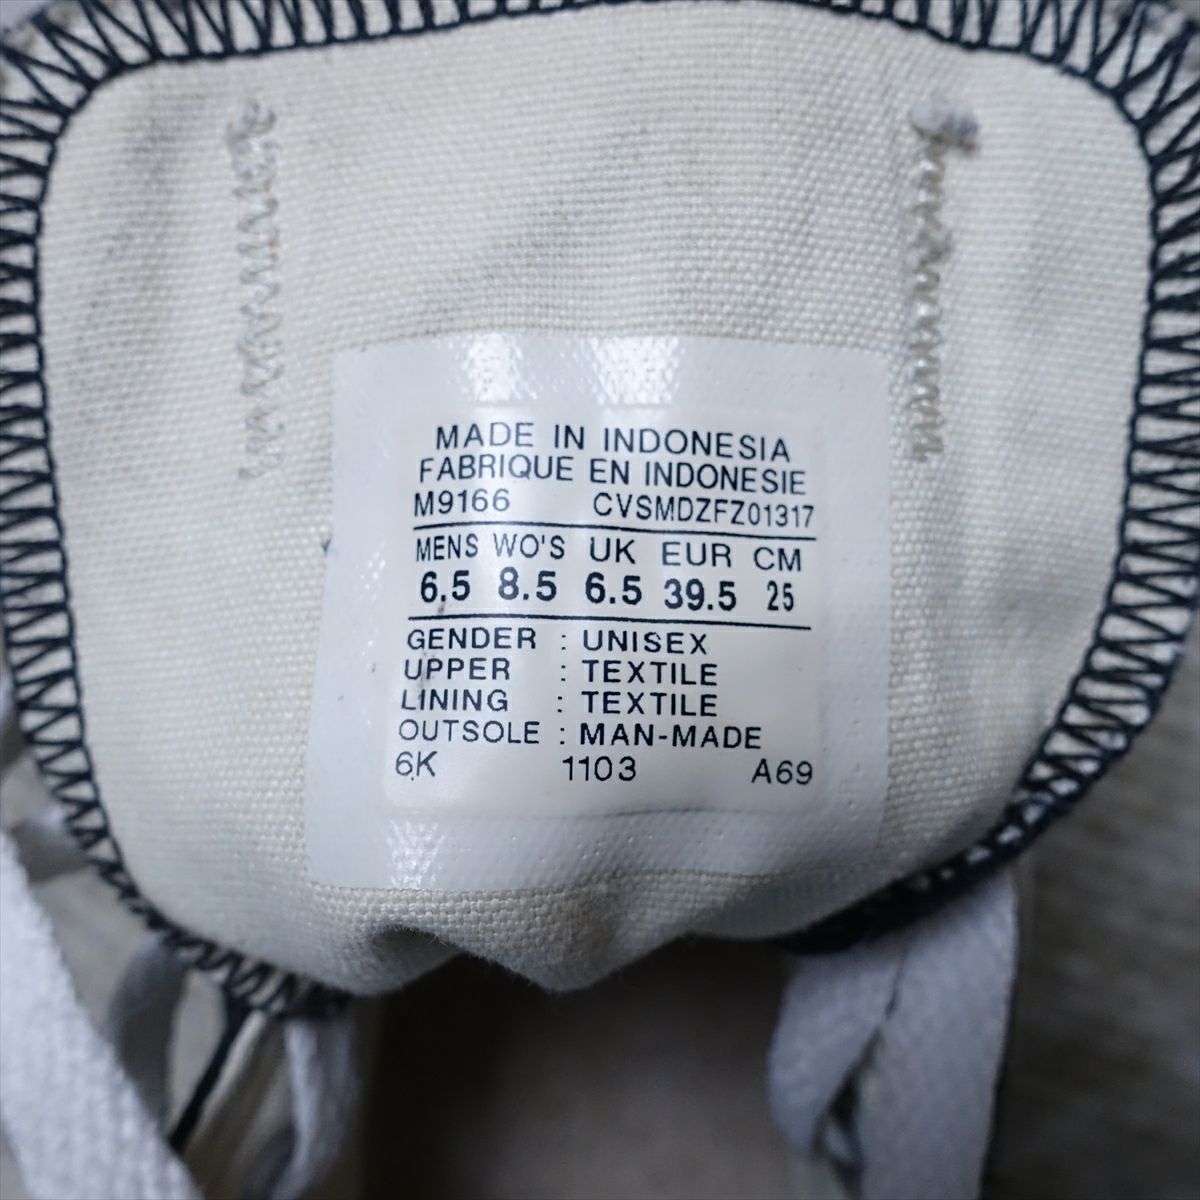 MADE IN INDONESIA
FABRIQUE EN INDONESIE
M9166 CVSMDZFZ01317
MENS WO'S UK EUR CM
6.5 8.5 6.5 39.5 25
GENDER : UNISEX
UPPER : TEXTILE
LINING : TEXTILE
OUTSOLE : MAN-MADE
6K 1103 A69